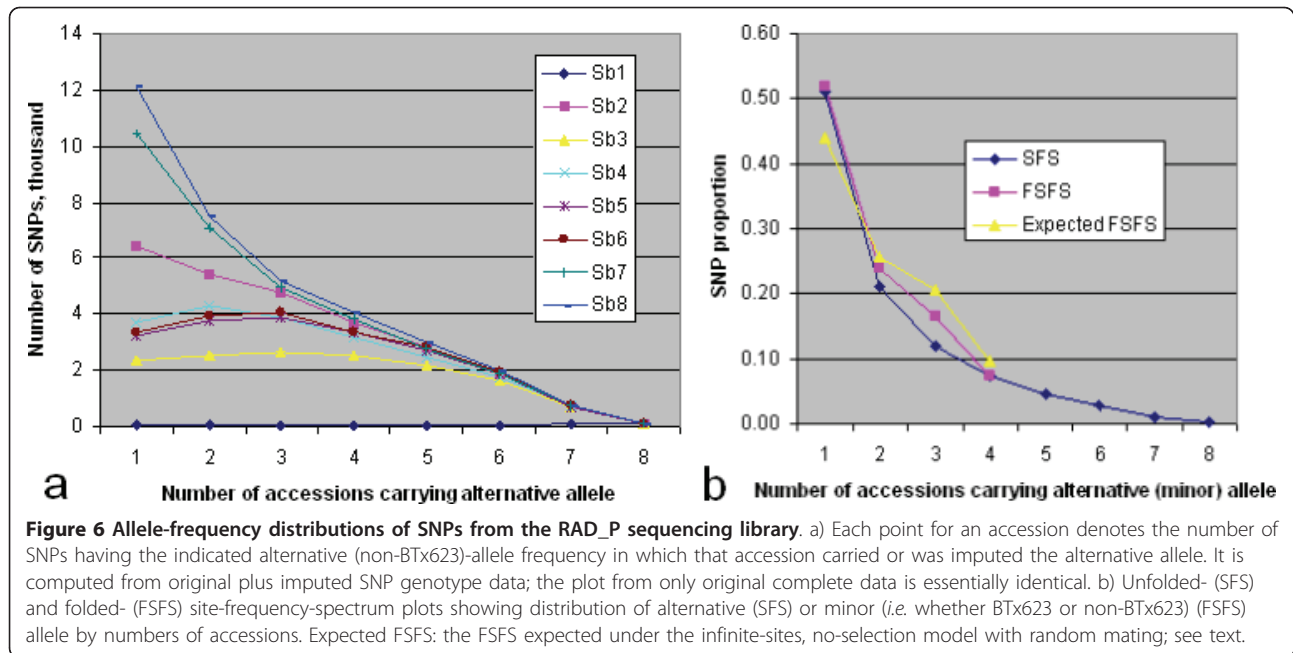 14
12
10
8
6
4
2
0
Number of SNPs, thousand
Sb1
Sb2
Sb3
Sb4
Sb5
Sb6
Sb7
Sb8
1 2 3 4 5 6 7 8
a
Number of accessions carrying alternative allele
0.60
0.50
0.40
0.30
0.20
0.10
0.00
SNP proportion
SFS
FSFS
Expected FSFS
1 2 3 4 5 6 7 8
b
Number of accessions carrying alternative (minor) allele
Figure 6 Allele-frequency distributions of SNPs from the RAD_P sequencing library. a) Each point for an accession denotes the number of
SNPs having the indicated alternative (non-BTx623)-allele frequency in which that accession carried or was imputed the alternative allele. It is
computed from original plus imputed SNP genotype data; the plot from only original complete data is essentially identical. b) Unfolded- (SFS)
and folded- (FSFS) site-frequency-spectrum plots showing distribution of alternative (SFS) or minor (i.e. whether BTx623 or non-BTx623) (FSFS)
allele by numbers of accessions. Expected FSFS: the FSFS expected under the infinite-sites, no-selection model with random mating; see text.